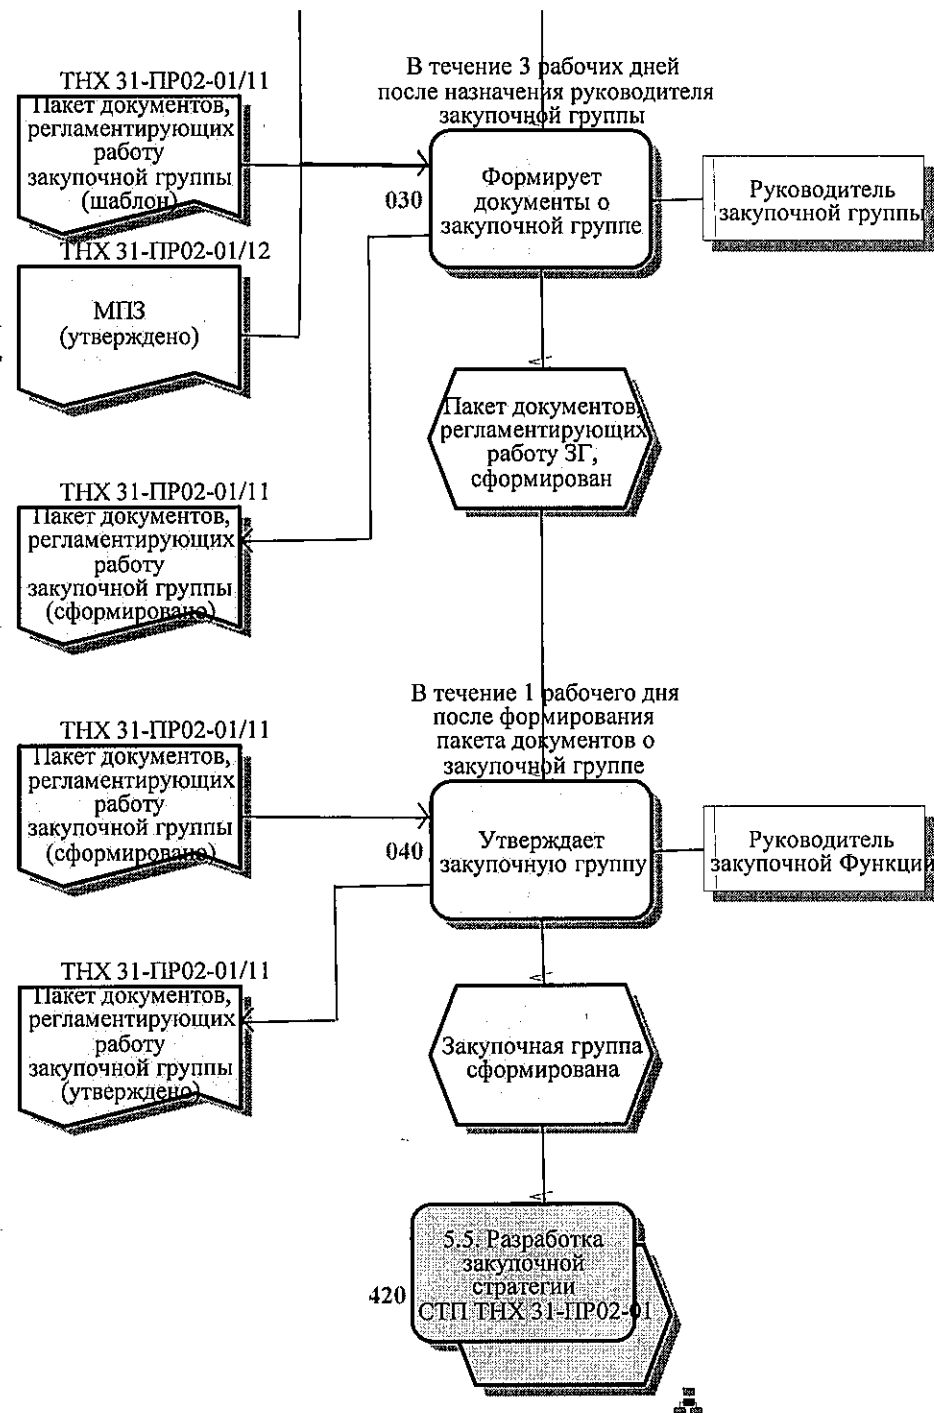 ТНХ 31-ПР02-01/11
Пакет документов,
регламентирующих
работу
закупочной группы
(шаблон)
В течение 3 рабочих дней
после назначения руководителя
закупочной группы
030
Формирует
документы о
закупочной группе
Руководитель
закупочной группы
ТНХ 31-ПР02-01/12
МПЗ
(утверждено)
Пакет документов,
регламентирующих
работу ЗГ,
сформирован
ТНХ 31-ПР02-01/11
Пакет документов,
регламентирующих
работу
закупочной группы
(сформировано)
В течение 1 рабочего дня
после формирования
пакета документов о
закупочной группе
ТНХ 31-ПР02-01/11
Пакет документов,
регламентирующих
работу
закупочной группы
(сформировано)
040
Утверждает
закупочную группу
Руководитель
закупочной Функции
ТНХ 31-ПР02-01/11
Пакет документов,
регламентирующих
работу
закупочной группы
(утверждено)
Закупочная группа
сформирована
420
5.5. Разработка
закупочной
стратегии
СТП ТНХ 31-ПР02-01